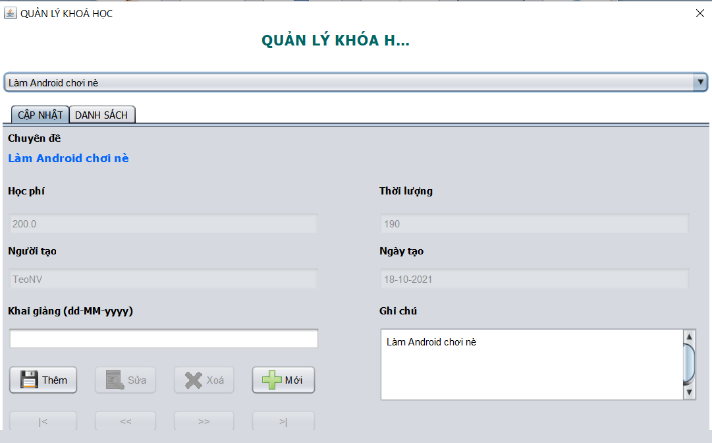 QUẢN LÝ KHOÁ HỌC
QUẢN LÝ KHÓA H...
Làm Android chơi nè
CẬP NHẬT DANH SÁCH
Chuyên đề
Làm Android chơi nè
Học phí Thời lượng
200.0 190
Người tạo Ngày tạo
TeoNV 18-10-2021
Khai giảng (dd-MM-yyyy) Ghi chú
Làm Android chơi nè
Thêm Sửa Xoá Mới
|< << >> >|